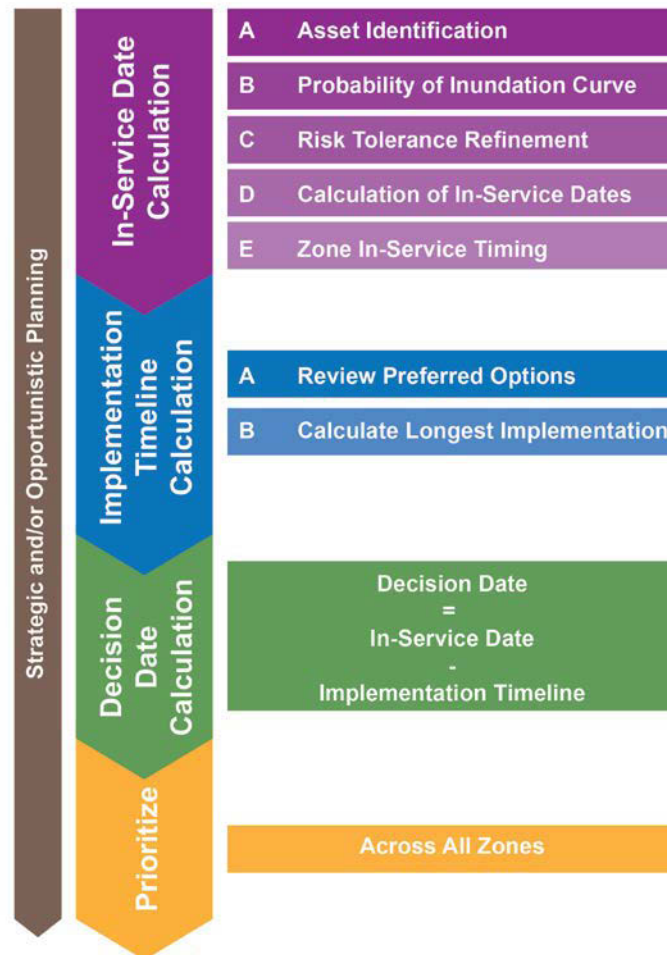 Strategic and/or Opportunistic Planning
In-Service Date
Calculation
A Asset Identification
B Probability of Inundation Curve
C Risk Tolerance Refinement
D Calculation of In-Service Dates
E Zone In-Service Timing
Implementation
Timeline
Calculation
A Review Preferred Options
B Calculate Longest Implementation
Decision
Date
Calculation
Decision Date
=
In-Service Date
-
Implementation Timeline
Prioritize
Across All Zones